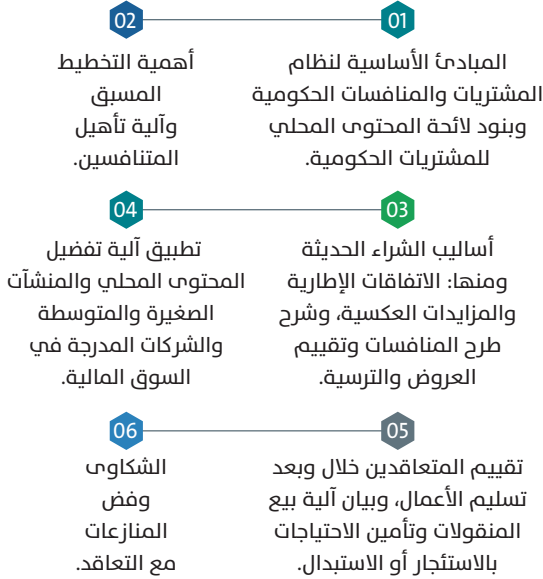 01
المبادئ الأساسية لنظام
المشتريات والمنافسات الحكومية
وبنود لائحة المحتوى المحلي
للمشتريات الحكومية.
02
أهمية التخطيط
المسبق
وآلية تأهيل
المتنافسين.
03
أساليب الشراء الحديثة
ومنها: الاتفاقات الإطارية
والمزايدات العكسية، وشرح
طرح المنافسات وتقييم
العروض والترسية.
04
تطبيق آلية تفضيل
المحتوى المحلي والمنشآت
الصغيرة والمتوسطة
والشركات المدرجة في
السوق المالية.
05
تقييم المتعاقدين خلال وبعد
تسليم الأعمال، وبيان آلية بيع
المنقولات وتأمين الاحتياجات
بالاستئجار أو الاستبدال.
06
الشكاوى
وفض
المنازعات
مع التعاقد.